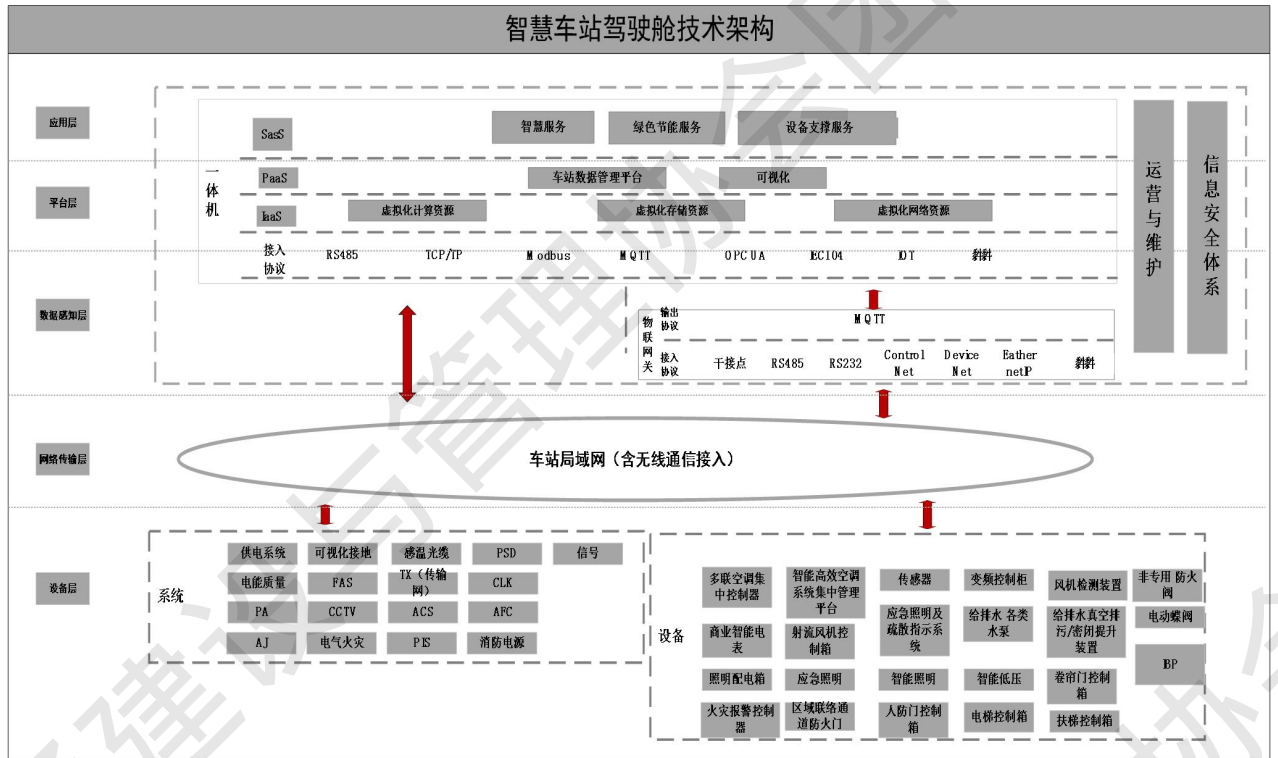 智慧车站驾驶舱技术架构
应用层
平台层
数据感知层
网络传输层
设备层
一体机
SasS
智慧服务
绿色节能服务
设备支撑服务
PaaS
车站数据管理平台
可视化
IaaS
虚拟化计算资源
虚拟化存储资源
虚拟化网络资源
接入
协议
RS485
TCP/TP
Modbus
MQTT
OPC UA
IEC104
IOT
运营与维护
信息安全体系
物联网关
输出
协议
MQTT
接入
协议
干接点
RS485
RS232
Control
Net
Device
Net
Eather
netIP
车站局域网（含无线通信接入）
系统
供电系统
可视化接地
感温光缆
PSD
信号
电能质量
FAS
TX（传输
网）
CLK
PA
CCTV
ACS
AFC
AJ
电气火灾
PIS
消防电源
设备
多联空调集
中控制器
智能高效空调
系统集中管理
平台
传感器
变频控制柜
风机检测装置
非专用 防火
阀
商业智能电
表
射流风机控
制箱
应急照明及
疏散指示系
统
给排水 各类
水泵
给排水真空排
污/密闭提升
装置
电动蝶阀
照明配电箱
应急照明
智能照明
智能低压
卷帘门控制
箱
IBP
火灾报警控制
器
区域联络通
道防火门
人防门控制
箱
电梯控制箱
扶梯控制箱
建设与管理协会团